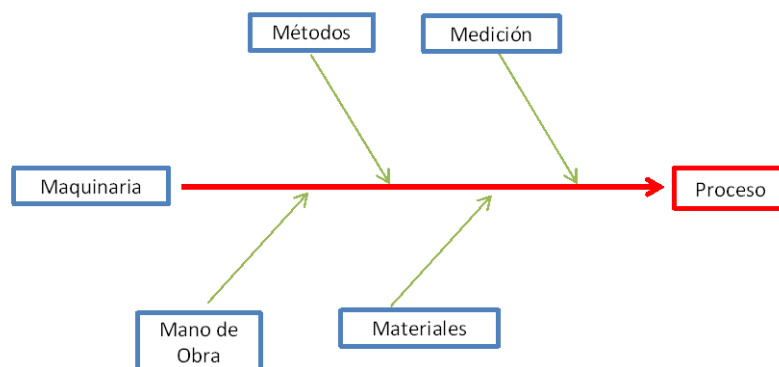 Métodos
Medición
Maquinaria
Proceso
Mano de
Obra
Materiales